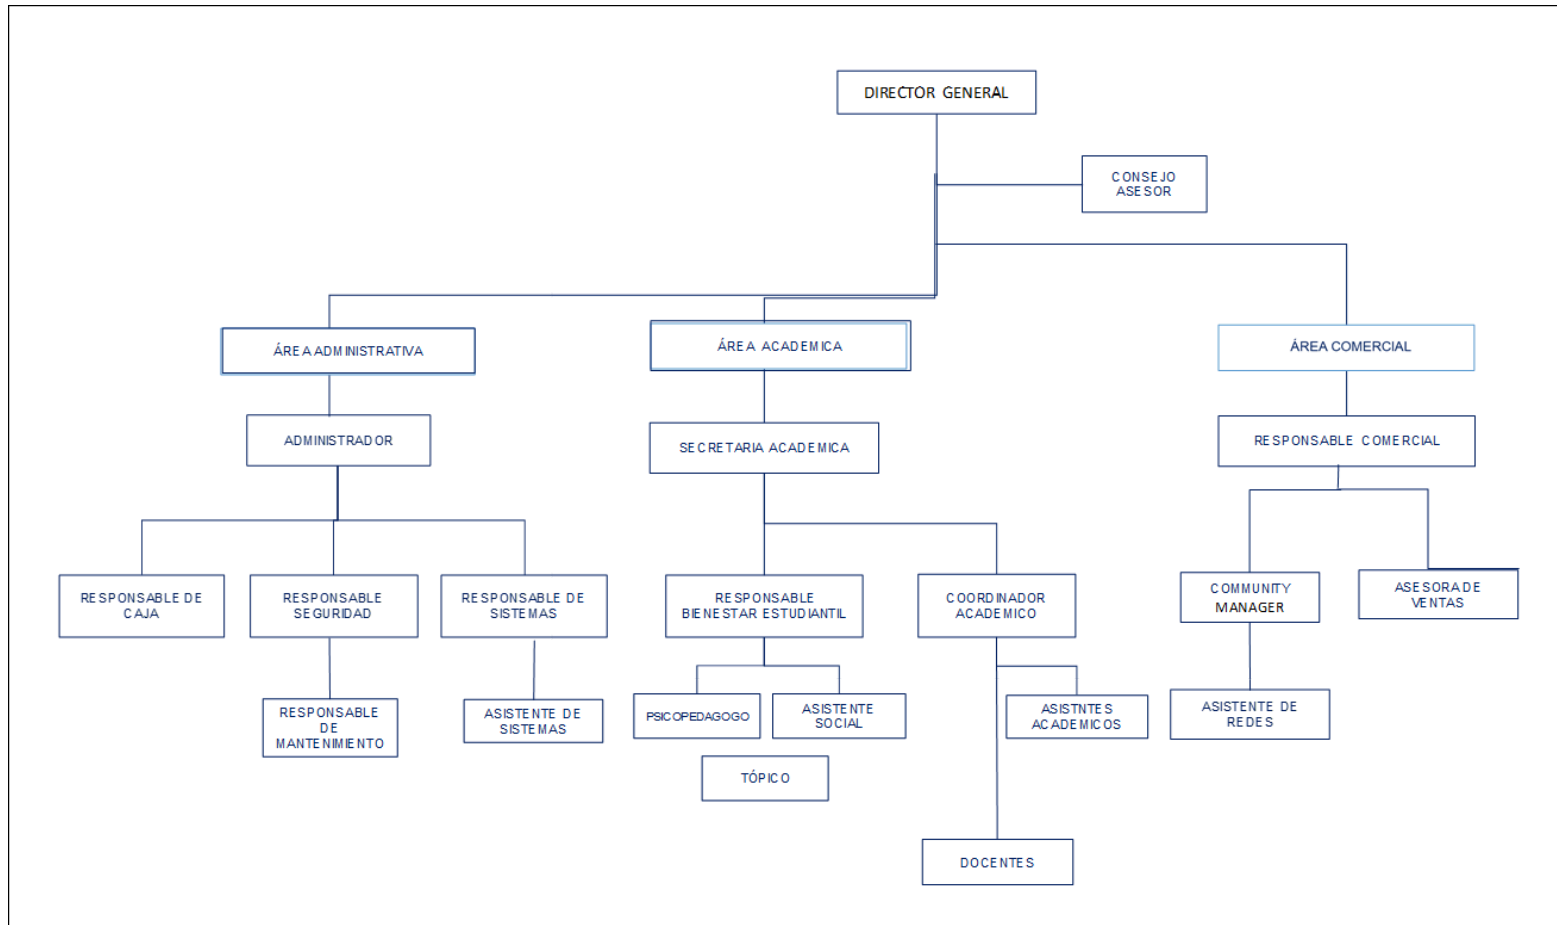 DIRECTOR GENERAL
CONSEJO
ASESOR
ÁREA ADMINISTRATIVA
ÁREA ACADEMICA
ÁREA COMERCIAL
ADMINISTRADOR
SECRETARIA ACADEMICA
RESPONSABLE COMERCIAL
RESPONSABLE DE
CAJA
RESPONSABLE
SEGURIDAD
RESPONSABLE DE
SISTEMAS
RESPONSABLE
BIENESTAR ESTUDIANTIL
COORDINADOR
ACADEMICO
COMMUNITY
MANAGER
ASESORA DE
VENTAS
RESPONSABLE
DE
MANTENIMIENTO
ASISTENTE DE
SISTEMAS
PSICOPEDAGOGO
ASISTENTE
SOCIAL
ASISTNTES
ACADEMICOS
ASISTENTE DE
REDES
TÓPICO
DOCENTES